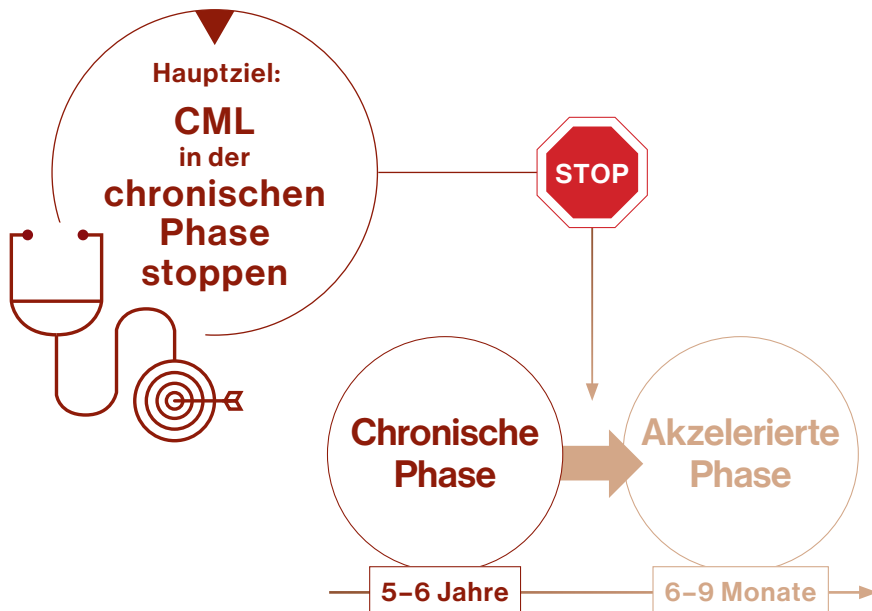 Hauptziel:
CML
in der
chronischen
Phase
stoppen
STOP
Chronische
Phase
Akzelerierte
Phase
5–6 Jahre
6–9 Monate